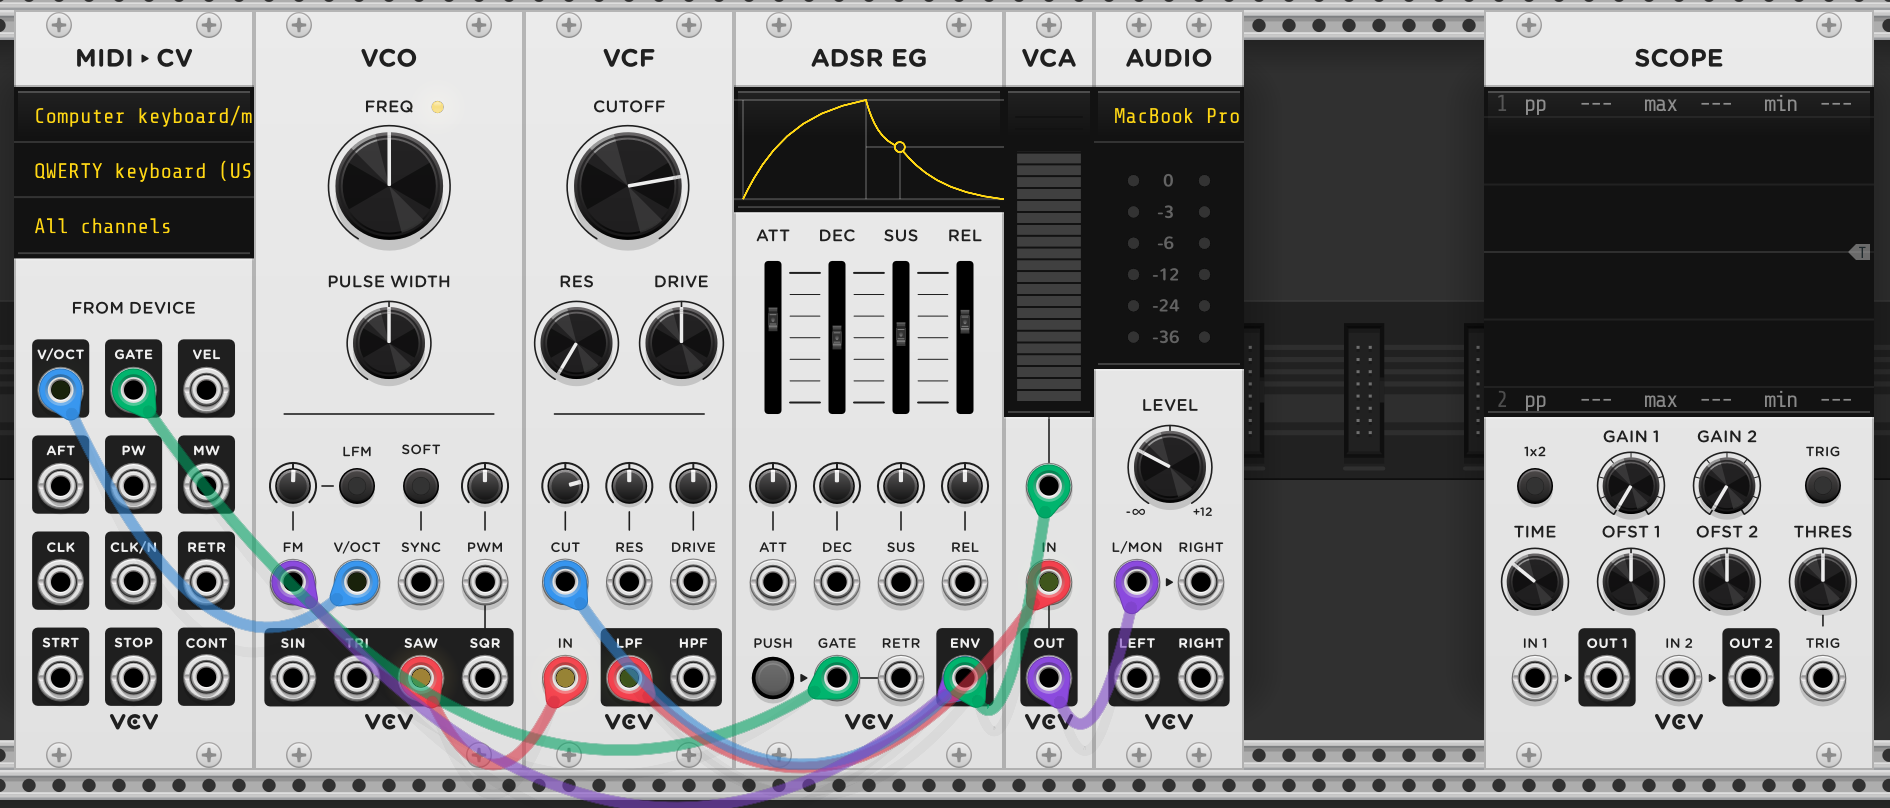 MIDI ▸ CV
Computer keyboard/m
QWERTY keyboard (US
All channels
FROM DEVICE
V/OCT GATE VEL
AFT PW MW
CLK CLK/N RETR
STRT STOP CONT
VCV
VCO
FREQ
PULSE WIDTH
LFM SOFT
FM V/OCT SYNC PWM
SIN TRI SAW SQR
VCV
VCF
CUTOFF
RES DRIVE
CUT RES DRIVE
IN LPF HPF
VCV
ADSR EG
ATT DEC SUS REL
ATT DEC SUS REL
PUSH GATE RETR ENV
VCV
VCA
IN
OUT
VCV
AUDIO
MacBook Pro
0
-3
-6
-12
-24
-36
LEVEL
-∞ +12
L/MON RIGHT
LEFT RIGHT
VCV
SCOPE
1 pp --- max --- min ---
T
2 pp --- max --- min ---
1x2 GAIN 1 GAIN 2 TRIG
TIME OFST 1 OFST 2 THRES
IN 1 OUT 1 IN 2 OUT 2 TRIG
VCV